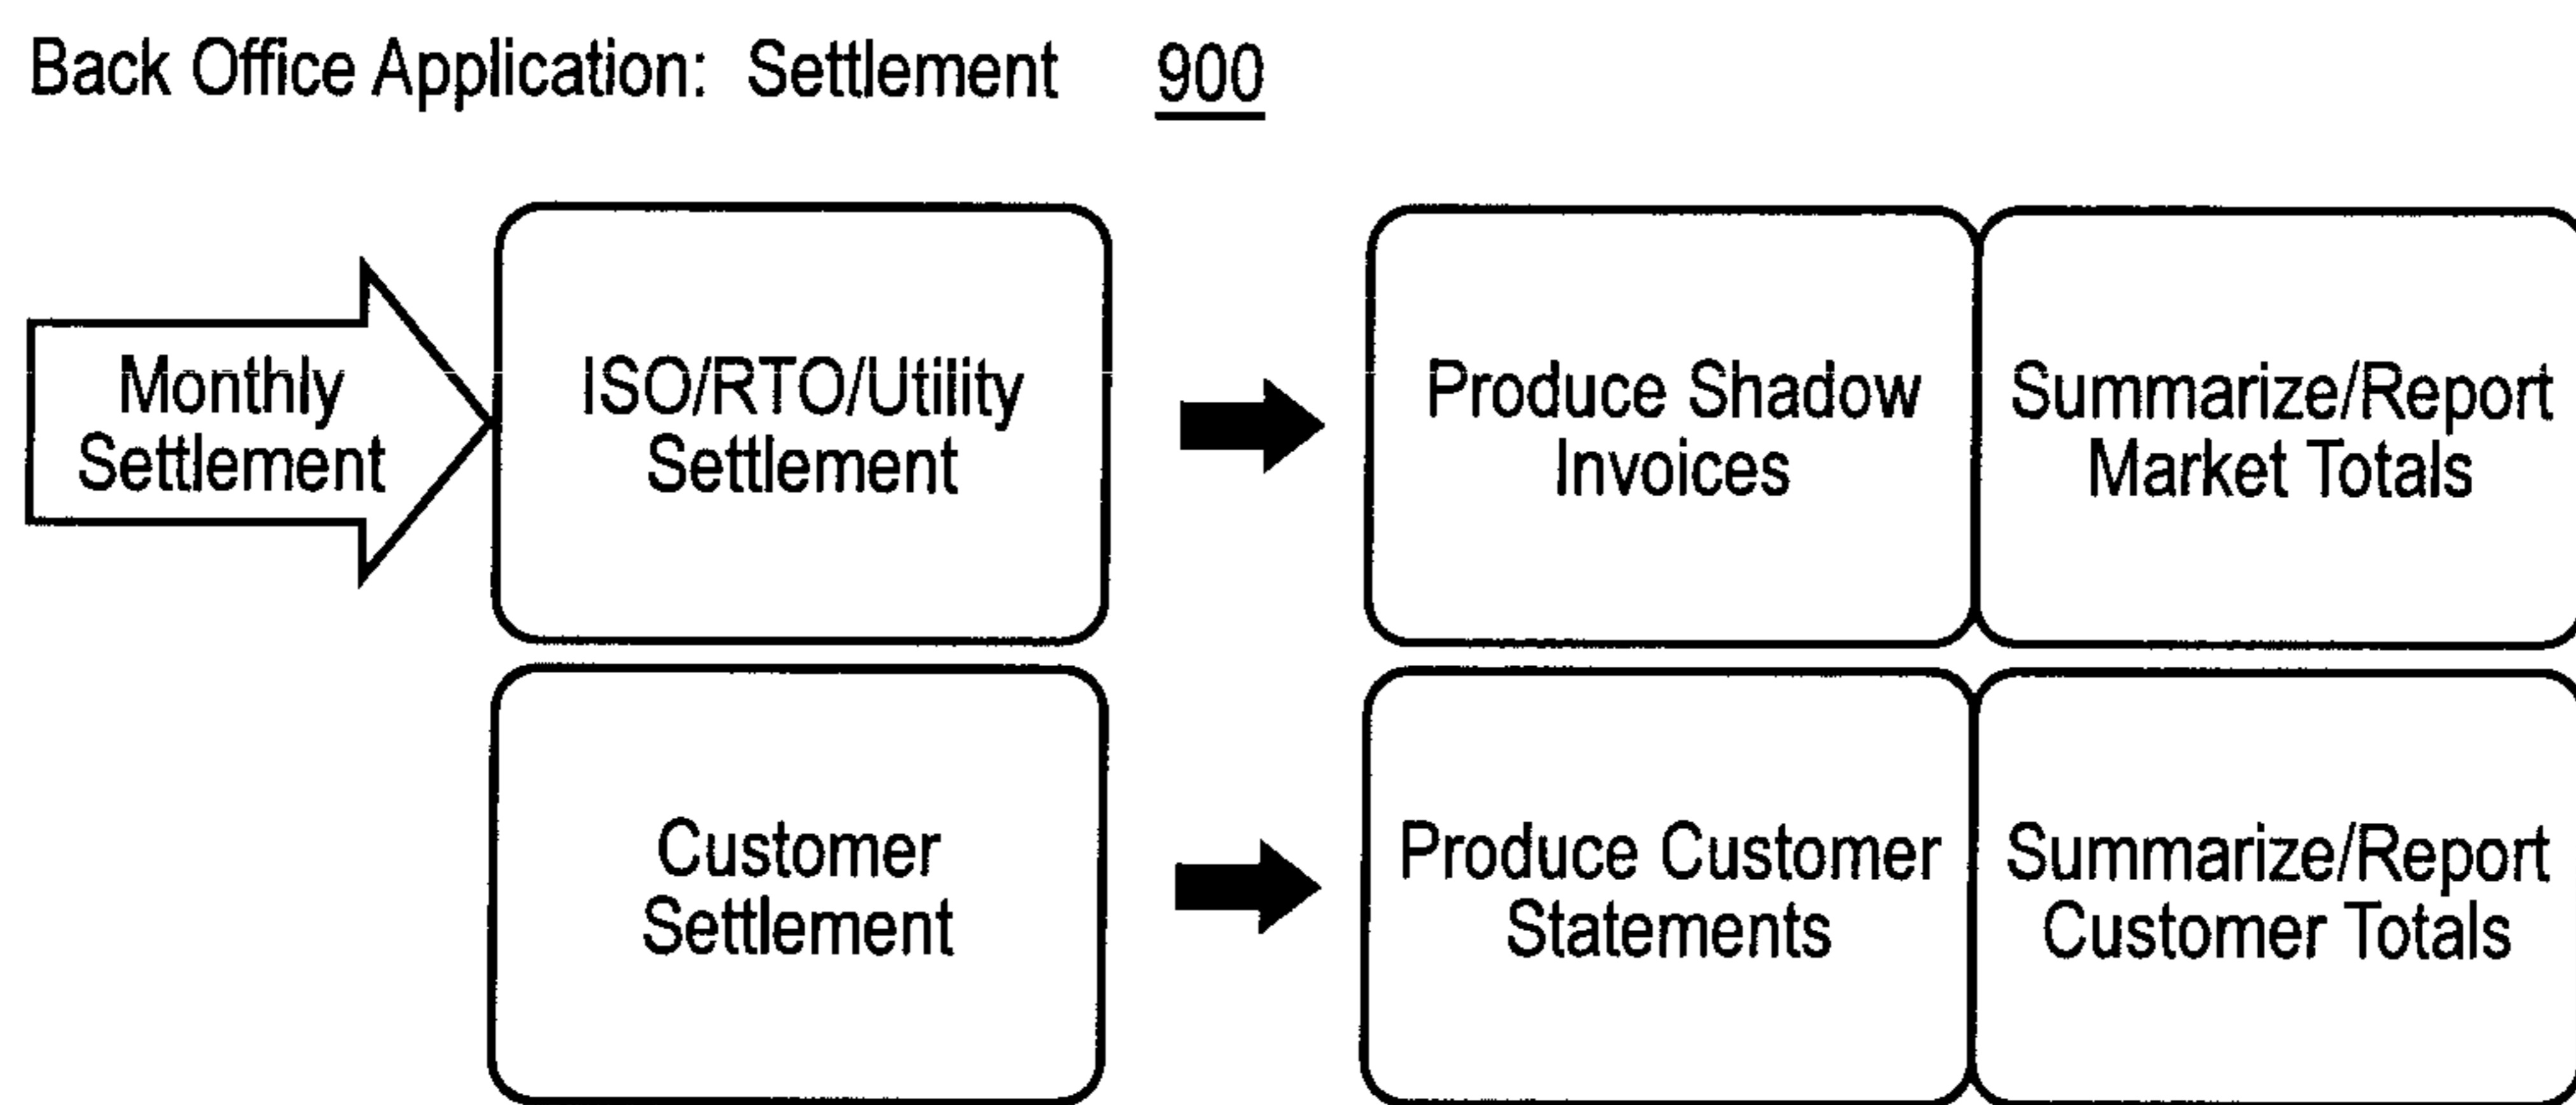 Back Office Application: Settlement 900
Monthly
Settlement
ISO/RTO/Utility
Settlement
Produce Shadow
Invoices
Summarize/Report
Market Totals
Customer
Settlement
Produce Customer
Statements
Summarize/Report
Customer Totals